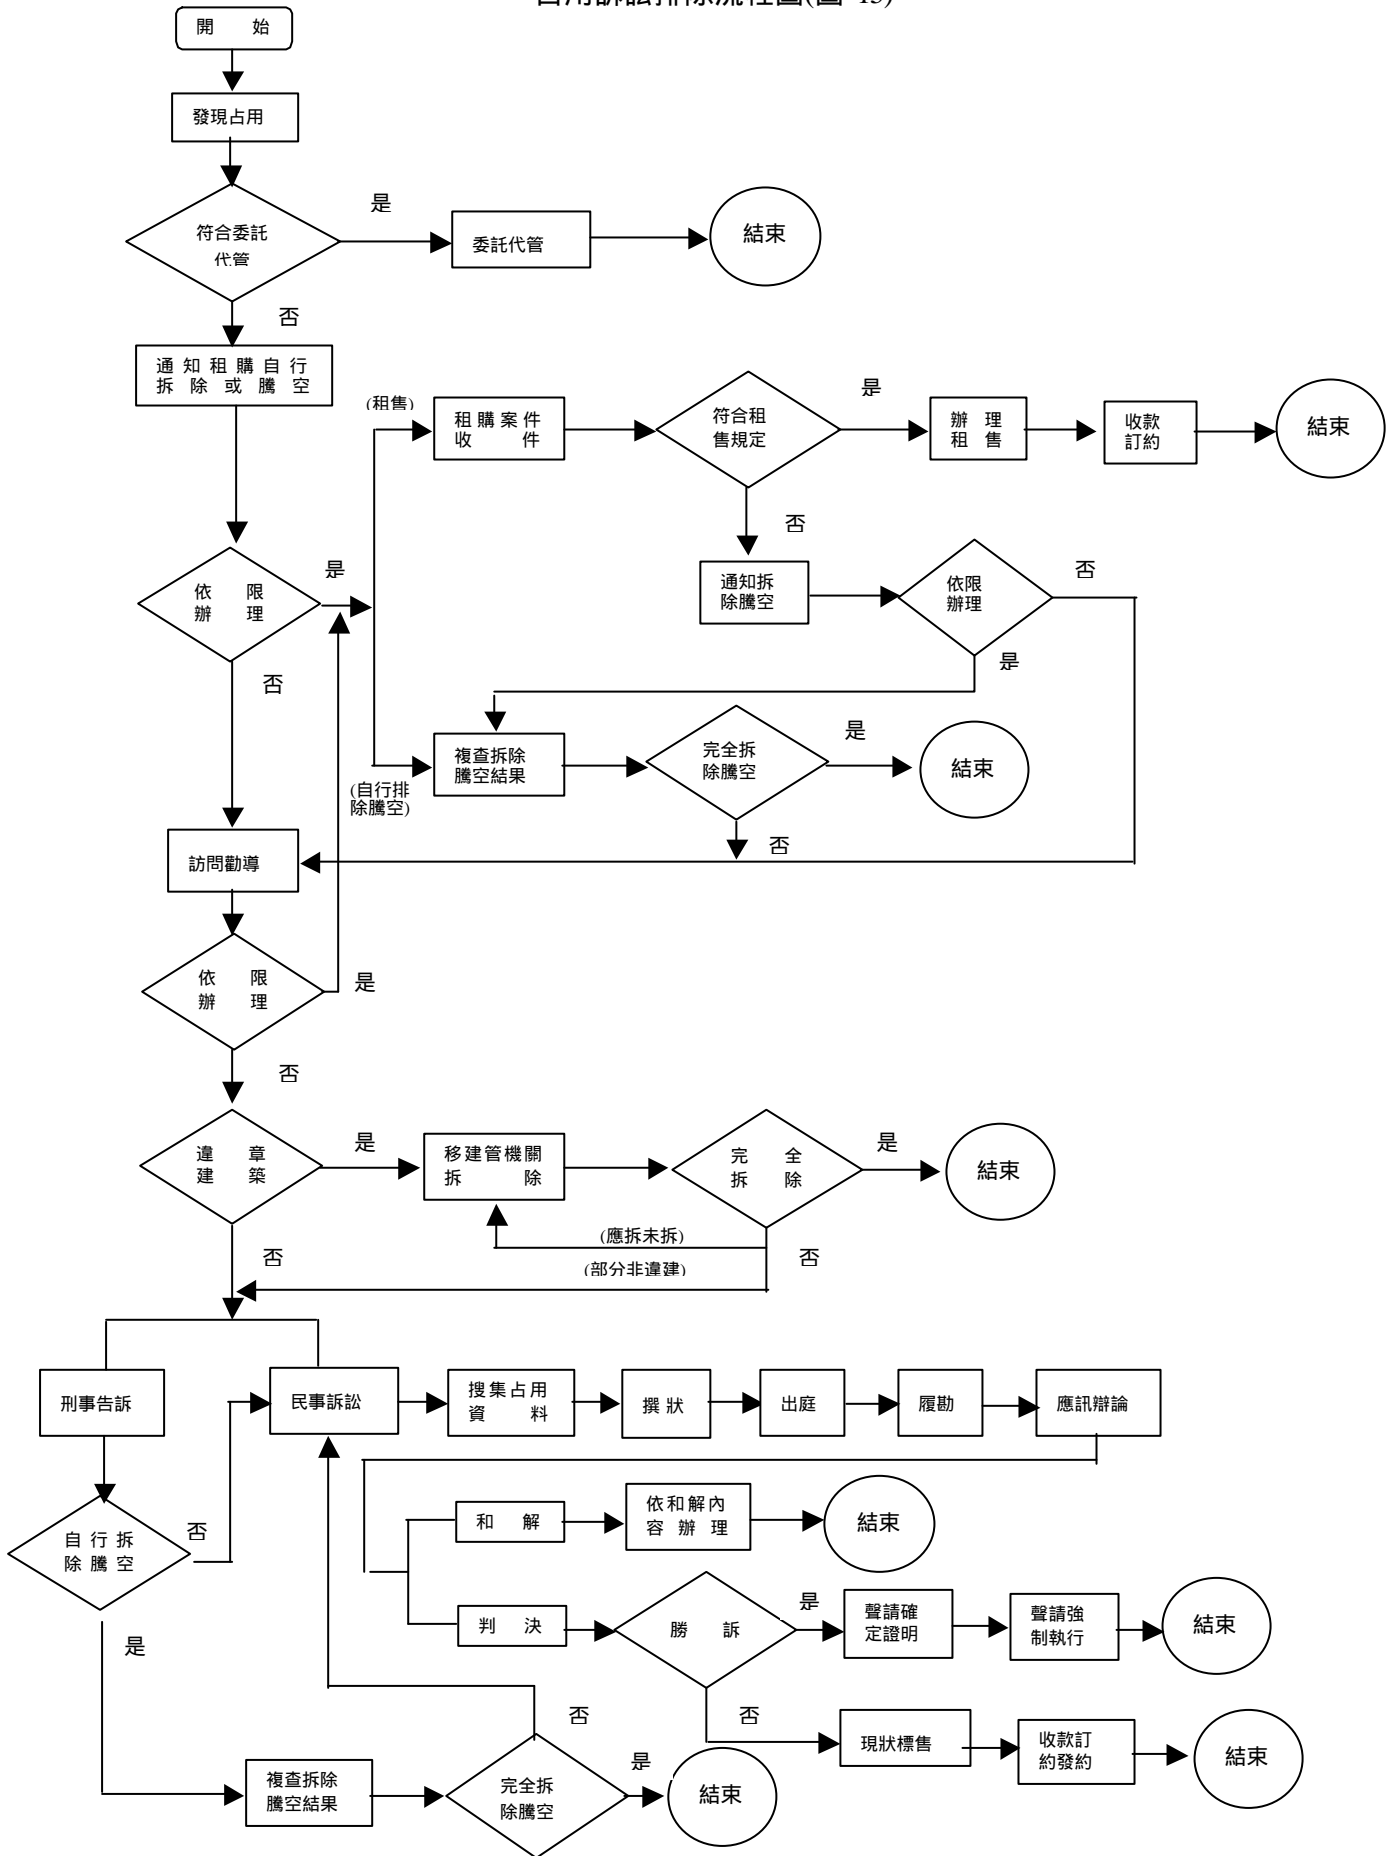 開 始
發現占用
符合委託
代管
是
委託代管
結束
否
通知租購自行
拆除或騰空
(租售)
租購案件
收 件
符合租
售規定
是
辦 理
租 售
收款
訂約
結束
否
通知拆
除騰空
依限
辦理
否
是
依 限
辦 理
是
否
(自行排
除騰空)
複查拆除
騰空結果
完全拆
除騰空
是
結束
否
訪問勸導
依 限
辦 理
是
否
違 章
建 築
是
移建管機關
拆 除
完 全
拆 除
是
結束
(應拆未拆)
否
(部分非違建)
否
刑事告訴
民事訴訟
搜集占用
資 料
撰狀
出庭
履勘
應訊辯論
自行拆
除騰空
否
和 解
依和解內
容辦理
結束
判 決
勝 訴
是
聲請確
定證明
聲請強
制執行
結束
是
否
現狀標售
收款訂
約發約
結束
複查拆除
騰空結果
完全拆
除騰空
否
是
結束